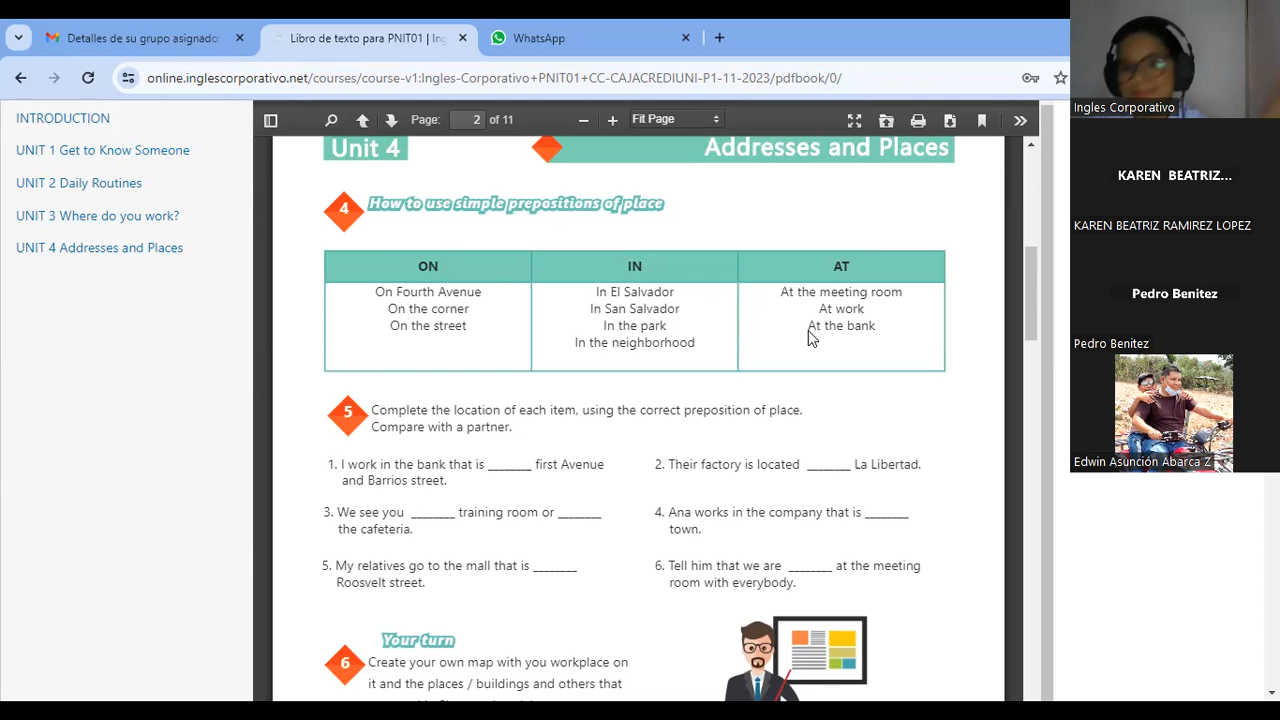 Detalles de su grupo asignado
Libro de texto para PNIT01 | Ing
WhatsApp
online.inglescorporativo.net/courses/course-v1:Ingles-Corporativo+PNIT01+CC-CAJACREDIUNI-P1-11-2023/pdfbook/0/
Ingles Corporativo
INTRODUCTION
UNIT 1 Get to Know Someone
UNIT 2 Daily Routines
UNIT 3 Where do you work?
UNIT 4 Addresses and Places
Page: 2 of 11
Fit Page
Unit 4
Addresses and Places
4 How to use simple prepositions of place
ON IN AT
On Fourth Avenue In El Salvador At the meeting room
On the corner In San Salvador At work
On the street In the park At the bank
In the neighborhood
5 Complete the location of each item, using the correct preposition of place.
Compare with a partner.
1. I work in the bank that is _______ first Avenue
and Barrios street.
2. Their factory is located _______ La Libertad.
3. We see you _______ training room or _______
the cafeteria.
4. Ana works in the company that is _______
town.
5. My relatives go to the mall that is _______
Roosvelt street.
6. Tell him that we are _______ at the meeting
room with everybody.
Your turn
6 Create your own map with you workplace on
it and the places / buildings and others that
KAREN BEATRIZ...
KAREN BEATRIZ RAMIREZ LOPEZ
Pedro Benitez
Pedro Benitez
Edwin Asunción Abarca Z